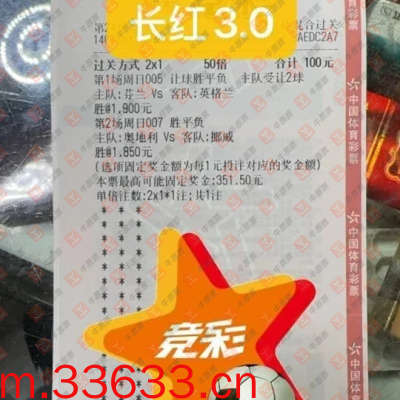 长红3.0
过关方式 2x1 50倍 合计 100元
第1场周日006 让球胜平负 主队受让2球
主队:芬兰 Vs 客队:英格兰
胜@1.900元
第2场周日007 胜平负
主队:奥地利 Vs 客队:挪威
胜@1.850元
(选项固定奖金额为每1元投注对应的奖金额)
本票最高可能固定奖金:351.50元
单倍注数:2x1*1注;共1注
竞彩
m.33633.cn
中国体育彩票
中国体育彩票